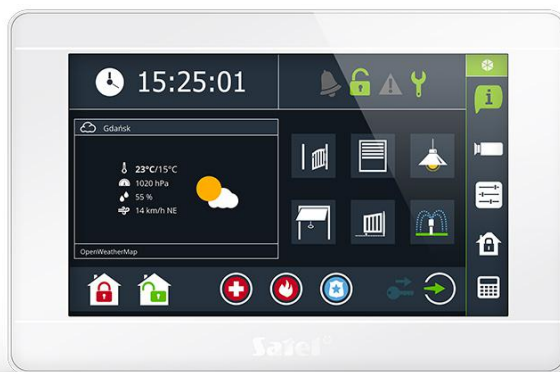 15:25:01
Gdańsk
23°C/15°C
1020 hPa
55 %
14 km/h NE
OpenWeatherMap
i
Satel®